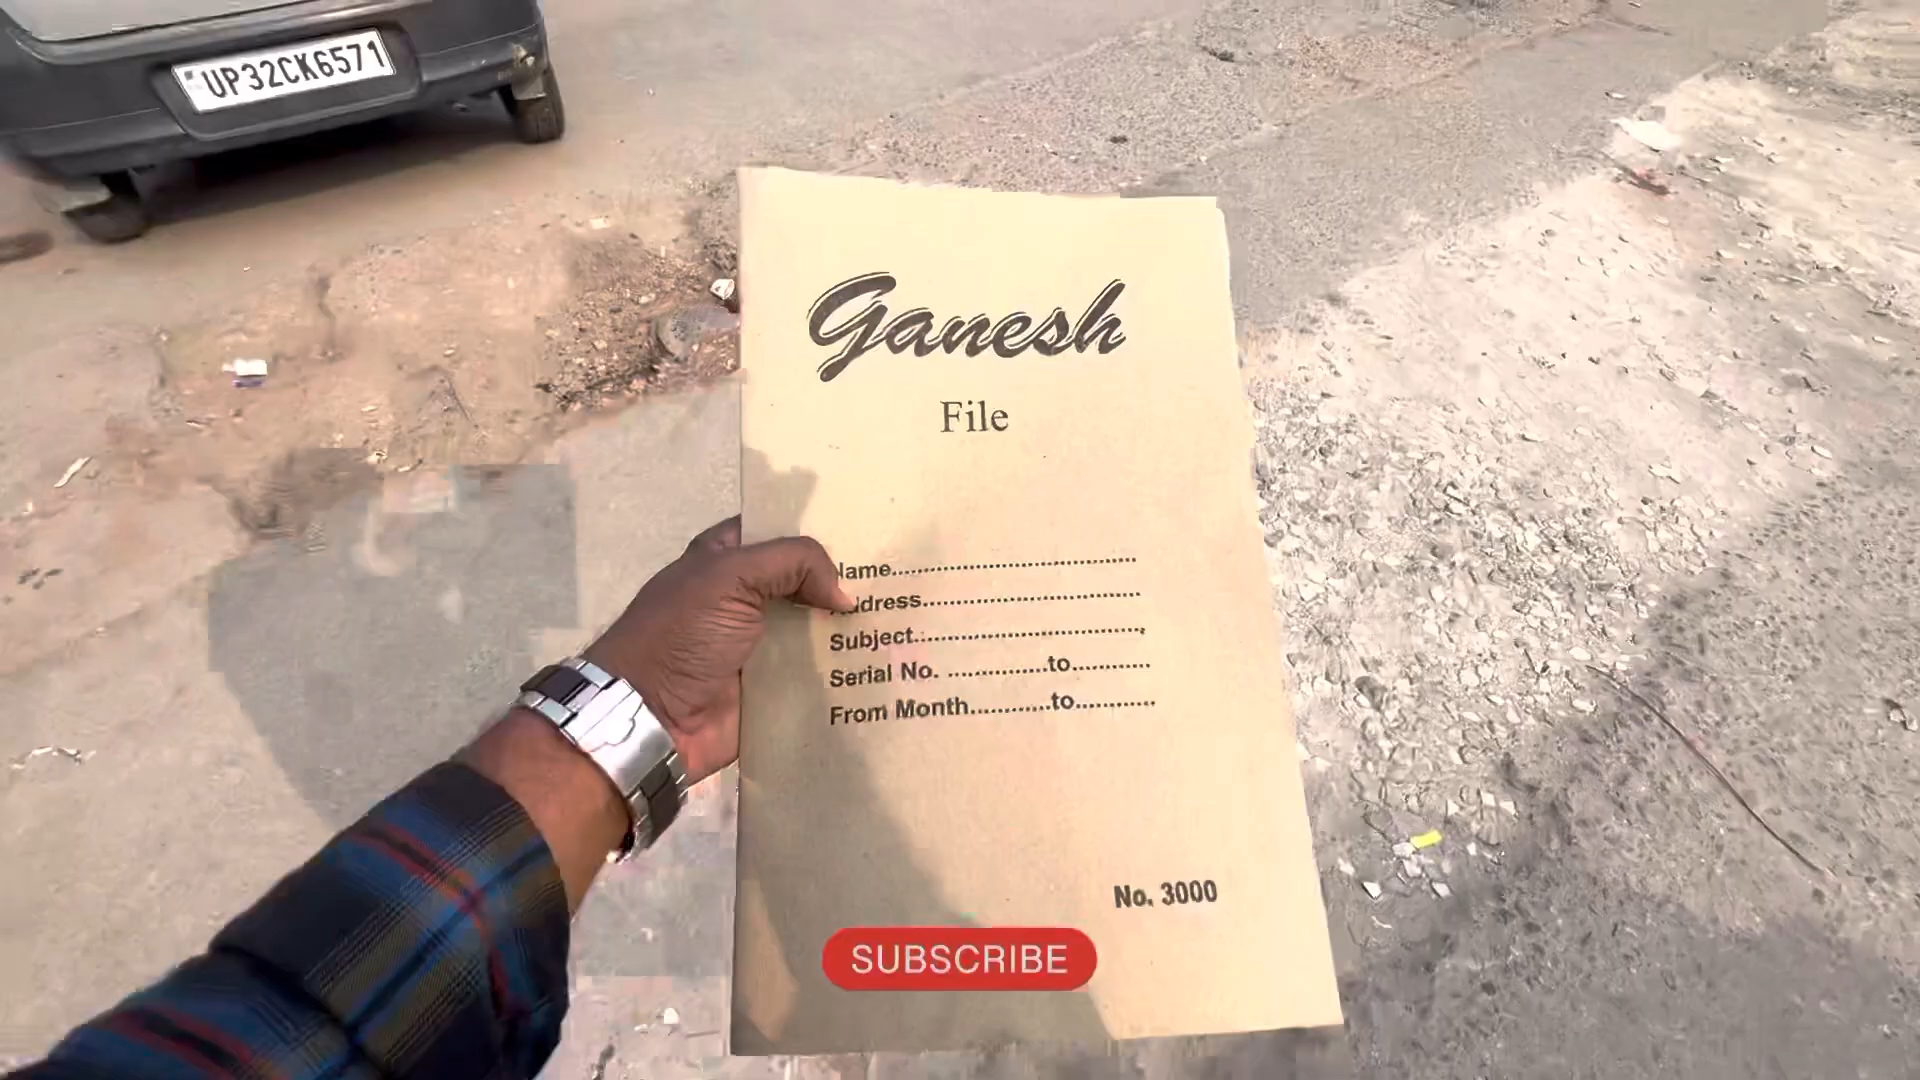 UP32CK6571
Ganesh
File
Name..............................
Address...........................
Subject...........................
Serial No. .............to..........
From Month..........to..........
No. 3000
SUBSCRIBE